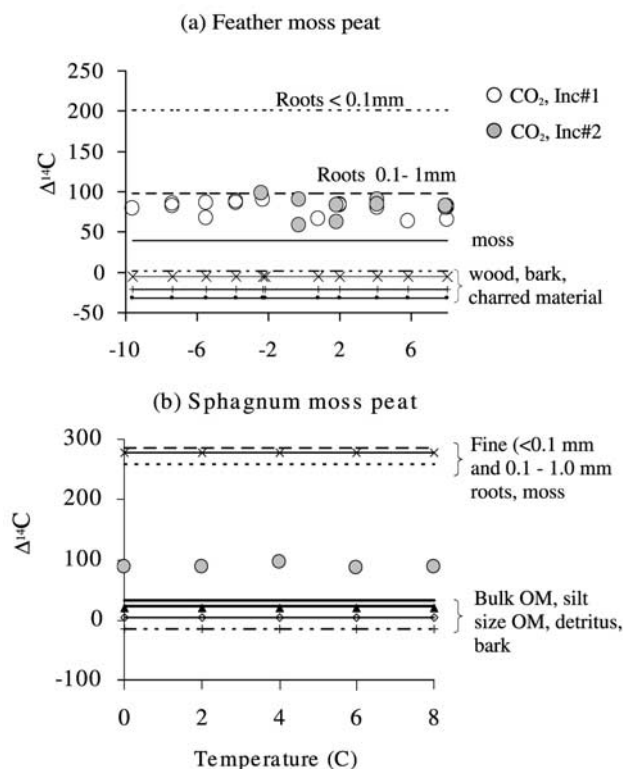 (a) Feather moss peat
250
200
150
100
50
0
-50
Δ¹⁴C
Roots < 0.1mm
Roots 0.1- 1mm
CO₂, Inc#1
CO₂, Inc#2
moss
wood, bark,
charred material
-10 -6 -2 2 6
(b) Sphagnum moss peat
300
200
100
0
-100
Δ¹⁴C
Fine (<0.1 mm
and 0.1 - 1.0 mm
roots, moss
Bulk OM, silt
size OM, detritus,
bark
0 2 4 6 8
Temperature (C)